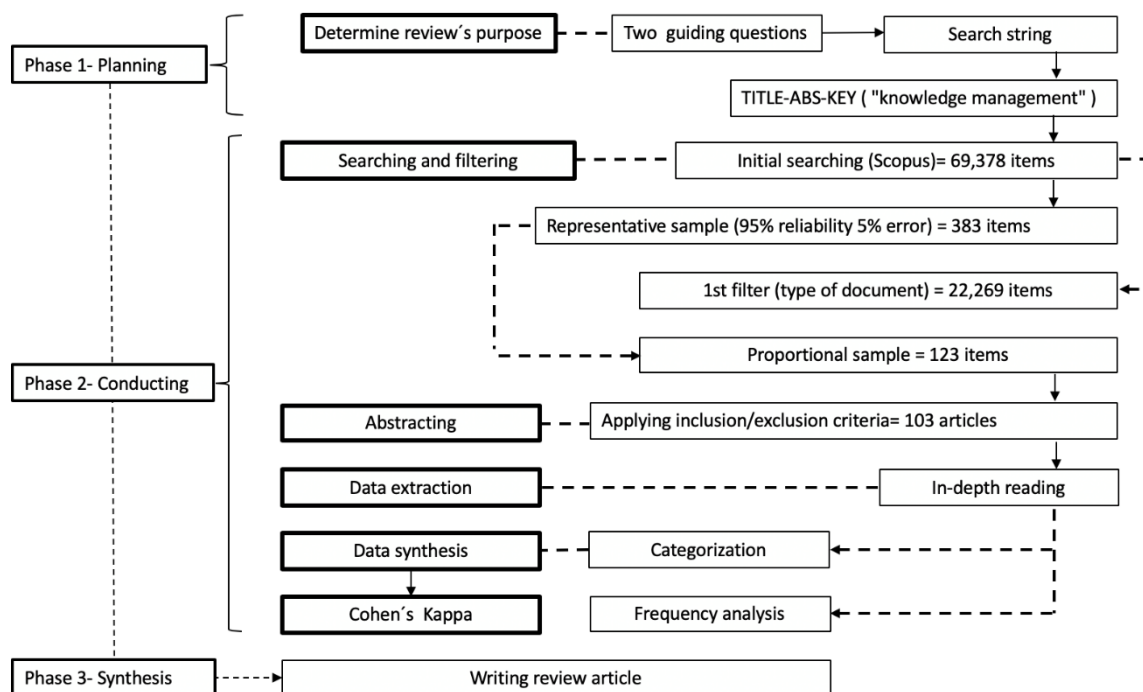 Determine review´s purpose
Two guiding questions
Search string
Phase 1- Planning
TITLE-ABS-KEY ( "knowledge management" )
Searching and filtering
Initial searching (Scopus)= 69,378 items
Representative sample (95% reliability 5% error) = 383 items
1st filter (type of document) = 22,269 items
Proportional sample = 123 items
Phase 2- Conducting
Abstracting
Applying inclusion/exclusion criteria= 103 articles
Data extraction
In-depth reading
Data synthesis
Categorization
Cohen´s Kappa
Frequency analysis
Phase 3- Synthesis
Writing review article